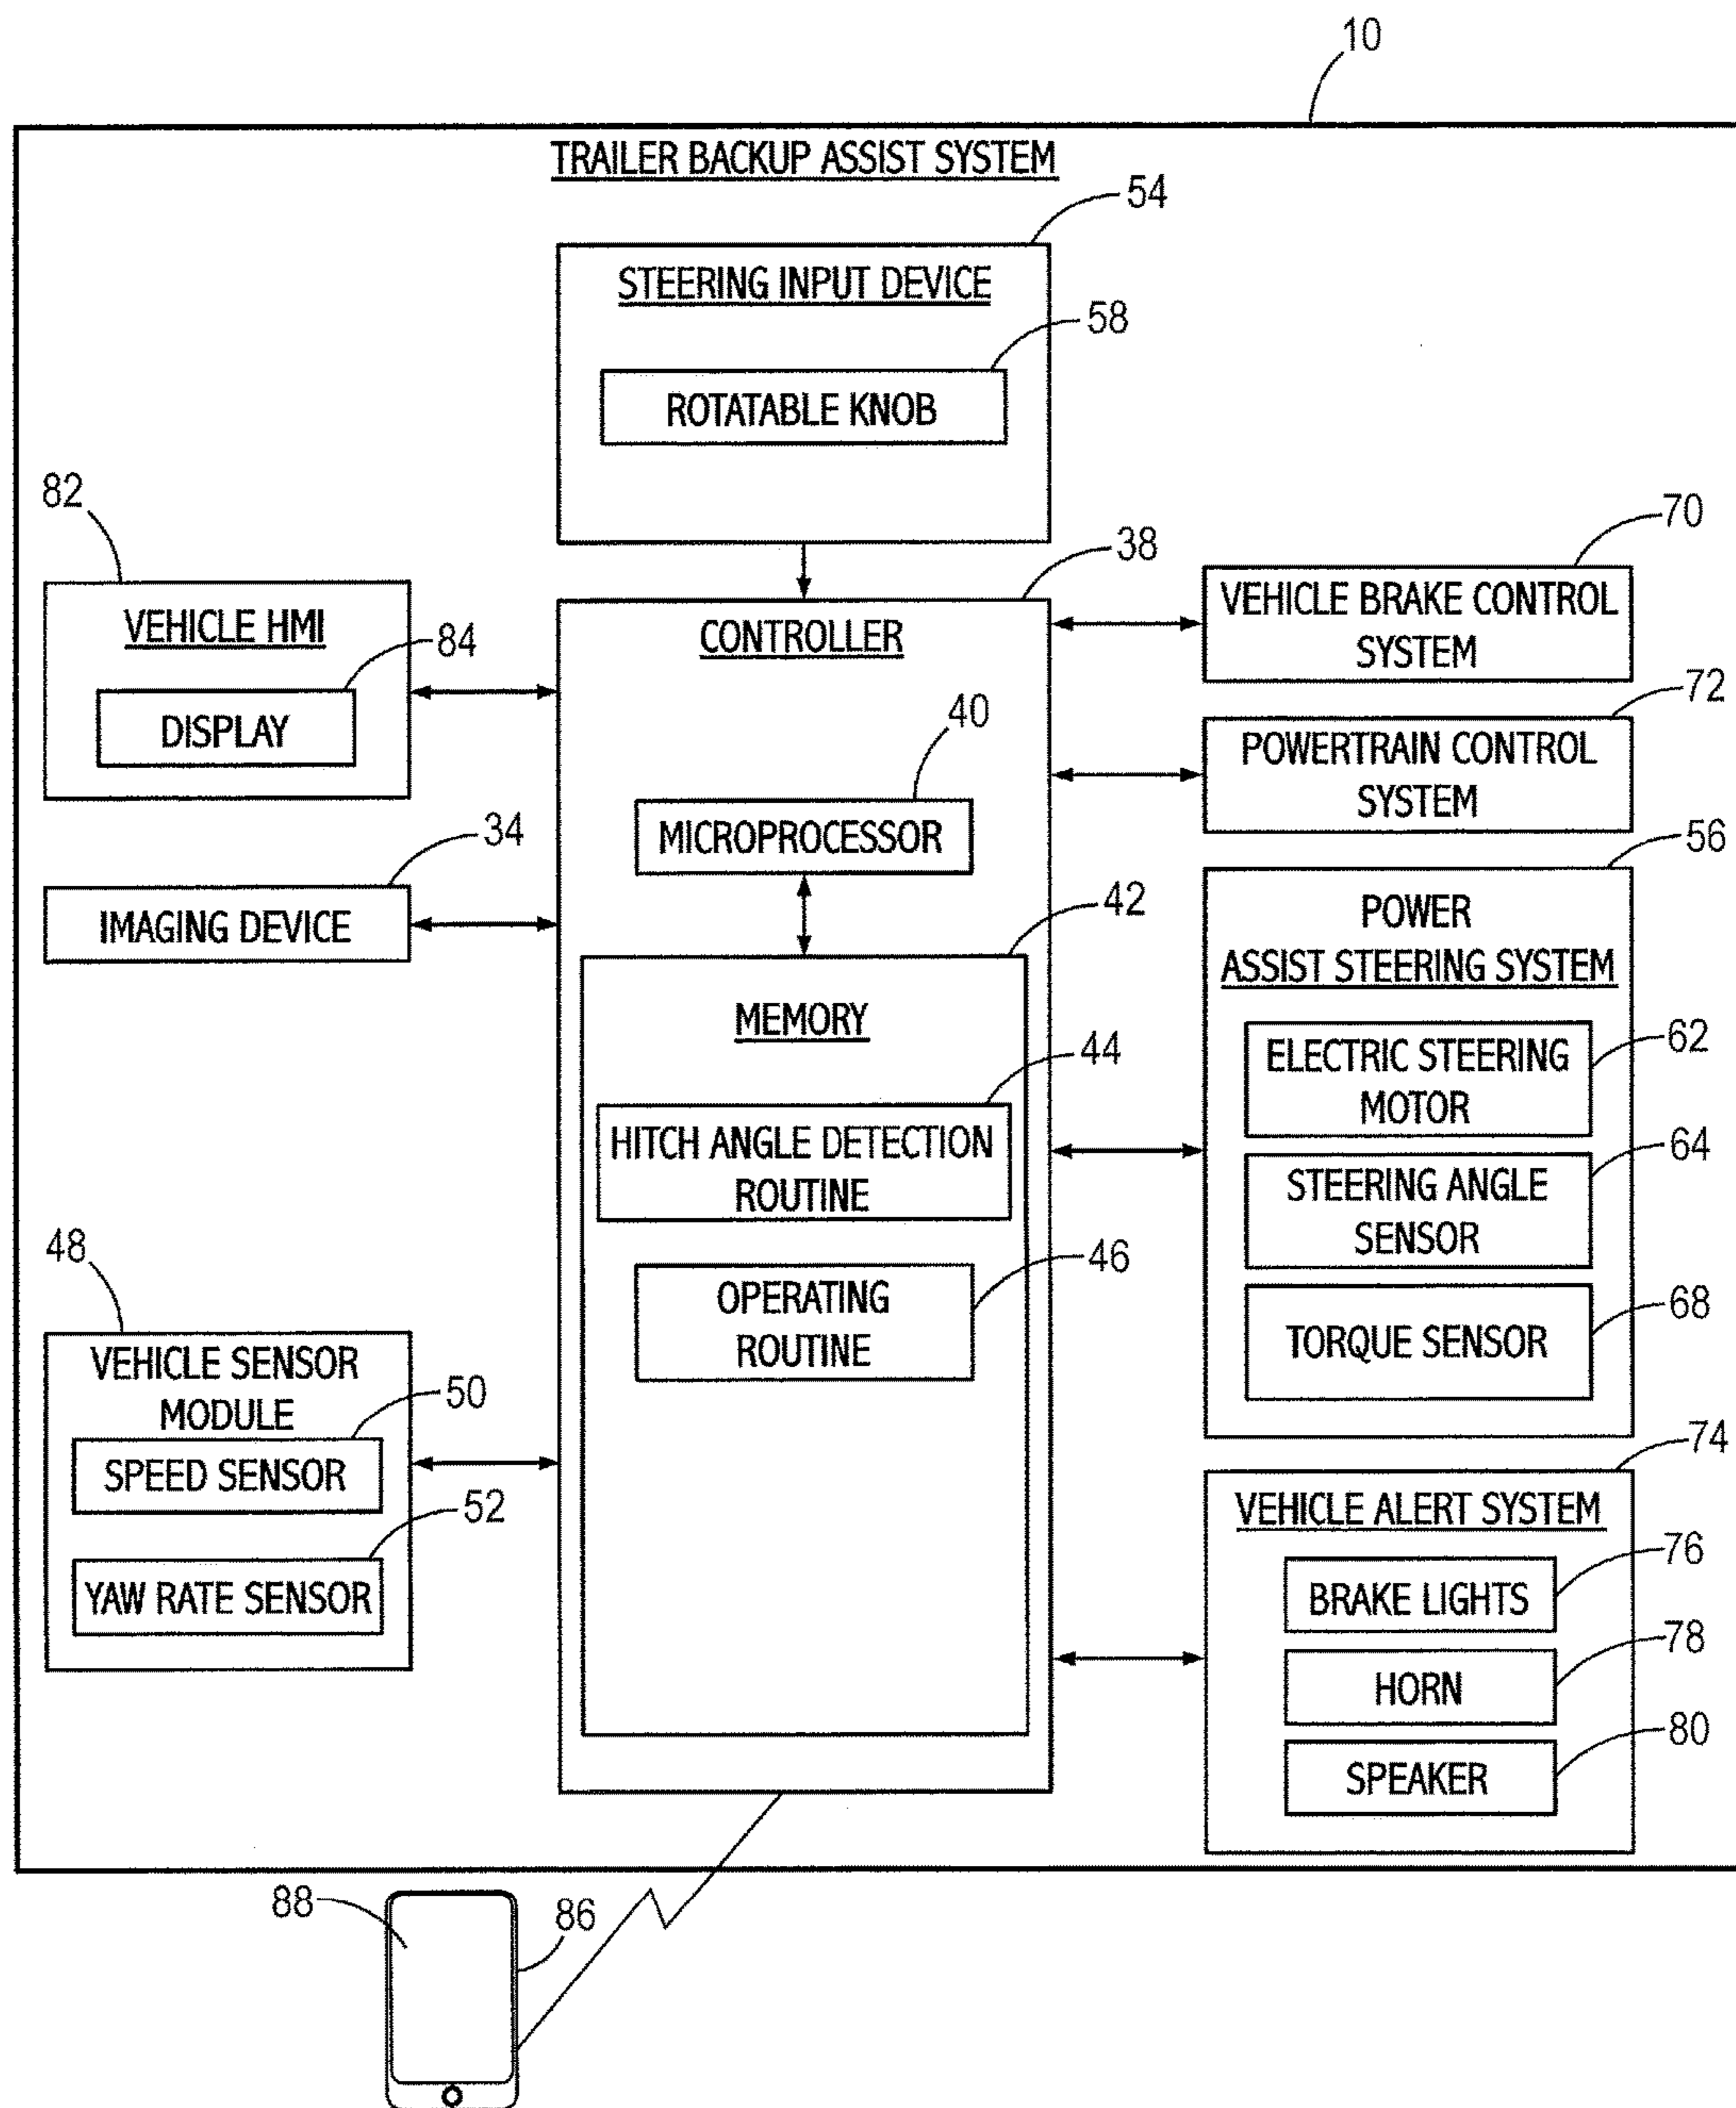 10
TRAILER BACKUP ASSIST SYSTEM
54
STEERING INPUT DEVICE
58
ROTATABLE KNOB
82
VEHICLE HMI
84
DISPLAY
34
IMAGING DEVICE
48
VEHICLE SENSOR
MODULE
50
SPEED SENSOR
52
YAW RATE SENSOR
38
CONTROLLER
40
MICROPROCESSOR
42
MEMORY
44
HITCH ANGLE DETECTION
ROUTINE
46
OPERATING
ROUTINE
70
VEHICLE BRAKE CONTROL
SYSTEM
72
POWERTRAIN CONTROL
SYSTEM
56
POWER
ASSIST STEERING SYSTEM
62
ELECTRIC STEERING
MOTOR
64
STEERING ANGLE
SENSOR
68
TORQUE SENSOR
74
VEHICLE ALERT SYSTEM
76
BRAKE LIGHTS
78
HORN
80
SPEAKER
88
86